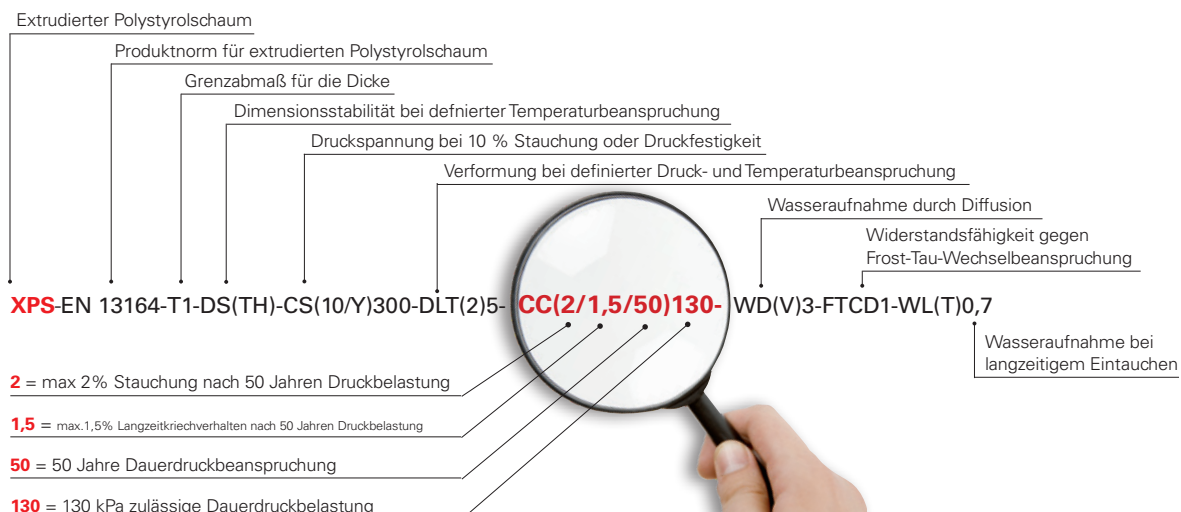 Extrudierter Polystyrolschaum
Produktnorm für extrudierten Polystyrolschaum
Grenzabmaß für die Dicke
Dimensionsstabilität bei defnierter Temperaturbeanspruchung
Druckspannung bei 10 % Stauchung oder Druckfestigkeit
Verformung bei definierter Druck- und Temperaturbeanspruchung
Wasseraufnahme durch Diffusion
Widerstandsfähigkeit gegen
Frost-Tau-Wechselbeanspruchung
XPS-EN 13164-T1-DS(TH)-CS(10/Y)300-DLT(2)5- CC(2/1,5/50)130- WD(V)3-FTCD1-WL(T)0,7
Wasseraufnahme bei
langzeitigem Eintauchen
2 = max 2% Stauchung nach 50 Jahren Druckbelastung
1,5 = max.1,5% Langzeitkriechverhalten nach 50 Jahren Druckbelastung
50 = 50 Jahre Dauerdruckbeanspruchung
130 = 130 kPa zulässige Dauerdruckbelastung